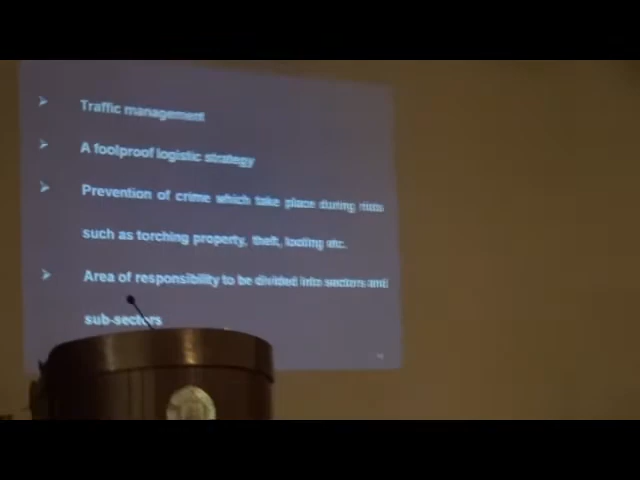 Traffic management
A foolproof logistic strategy
Prevention of crime which take place during riots
such as torching property, theft, looting etc.
Area of responsibility to be divided into sectors and
sub-sectors